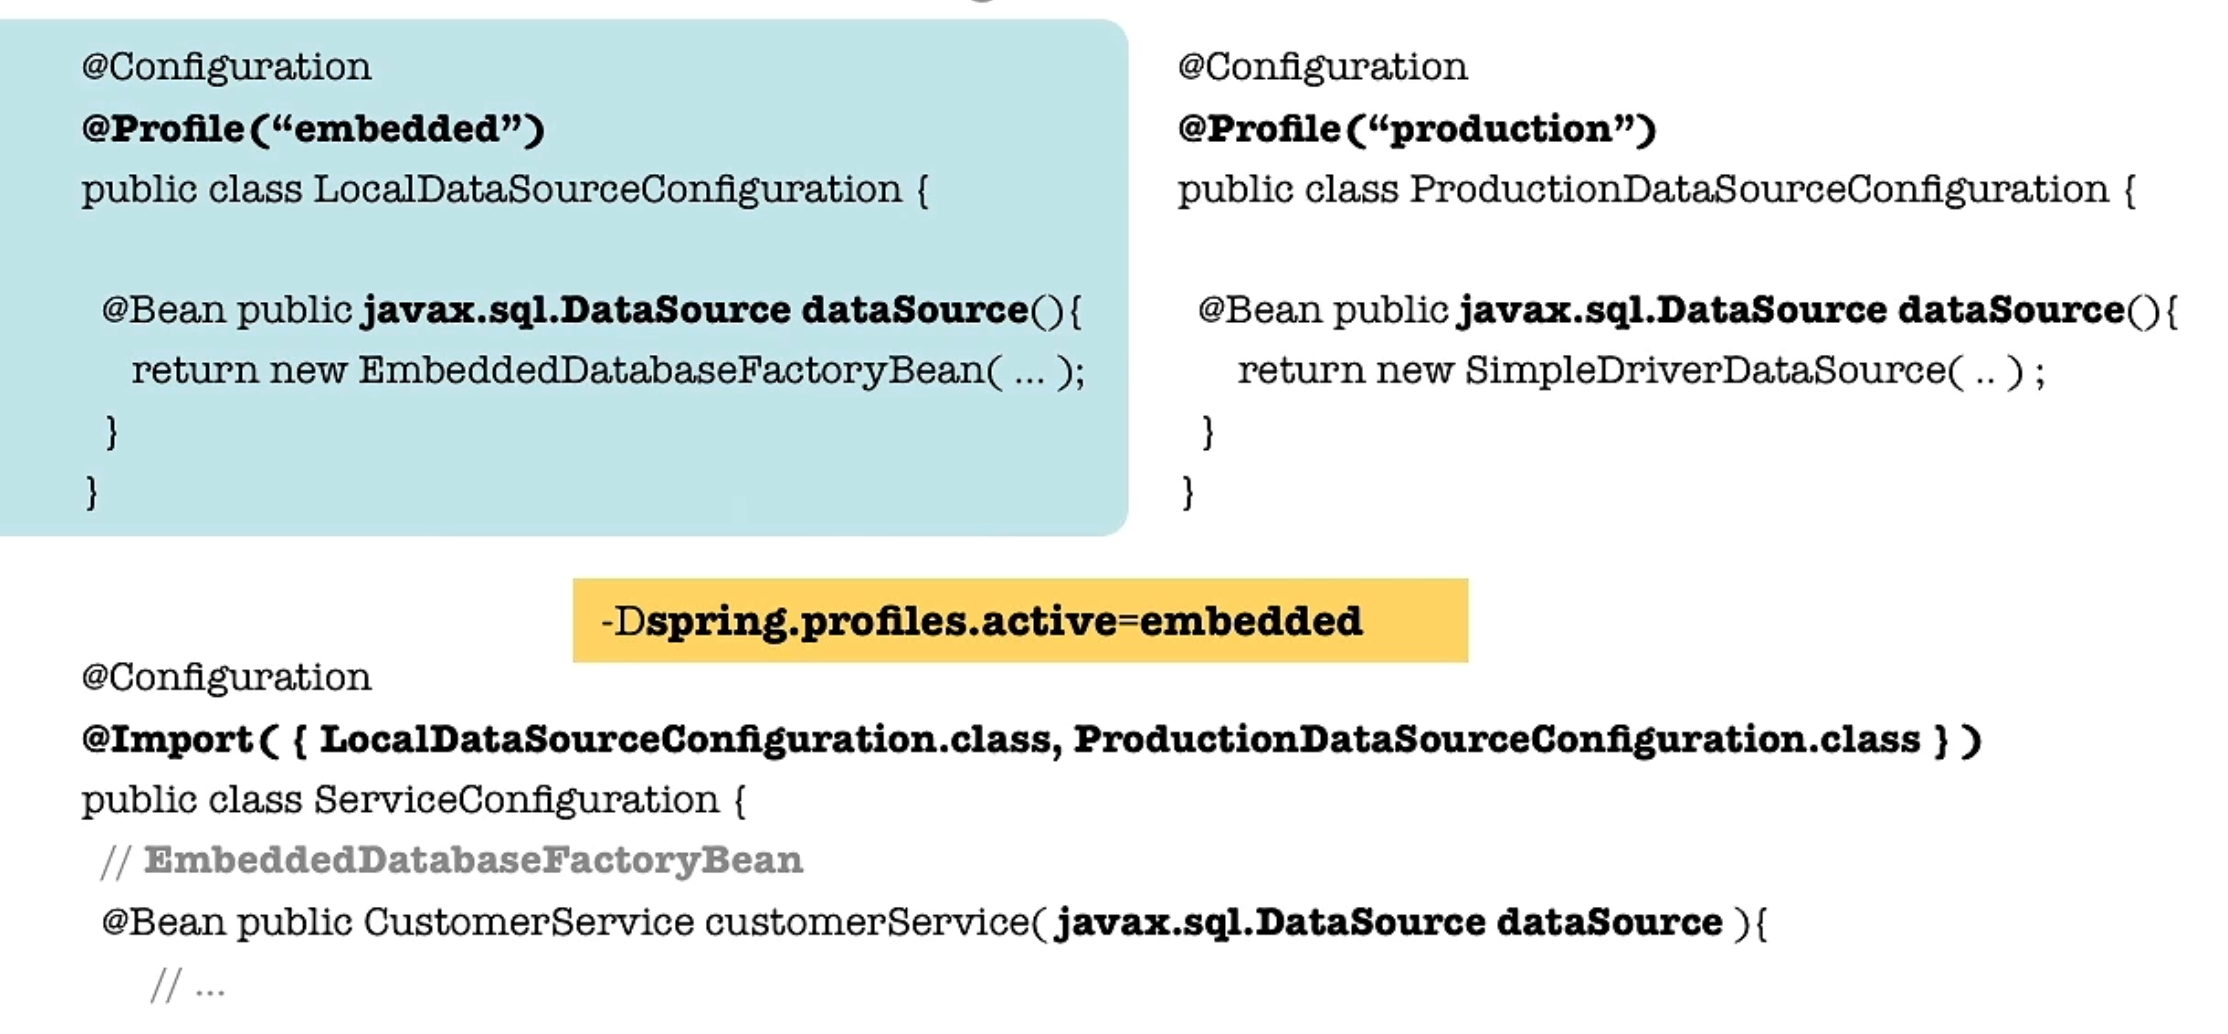 @Configuration
@Profile(“embedded”)
public class LocalDataSourceConfiguration {
@Bean public javax.sql.DataSource dataSource(){
return new EmbeddedDatabaseFactoryBean( ... );
}
}
@Configuration
@Profile(“production”)
public class ProductionDataSourceConfiguration {
@Bean public javax.sql.DataSource dataSource(){
return new SimpleDriverDataSource( .. ) ;
}
}
-Dspring.profiles.active=embedded
@Configuration
@Import( { LocalDataSourceConfiguration.class, ProductionDataSourceConfiguration.class } )
public class ServiceConfiguration {
// EmbeddedDatabaseFactoryBean
@Bean public CustomerService customerService( javax.sql.DataSource dataSource ){
// ...